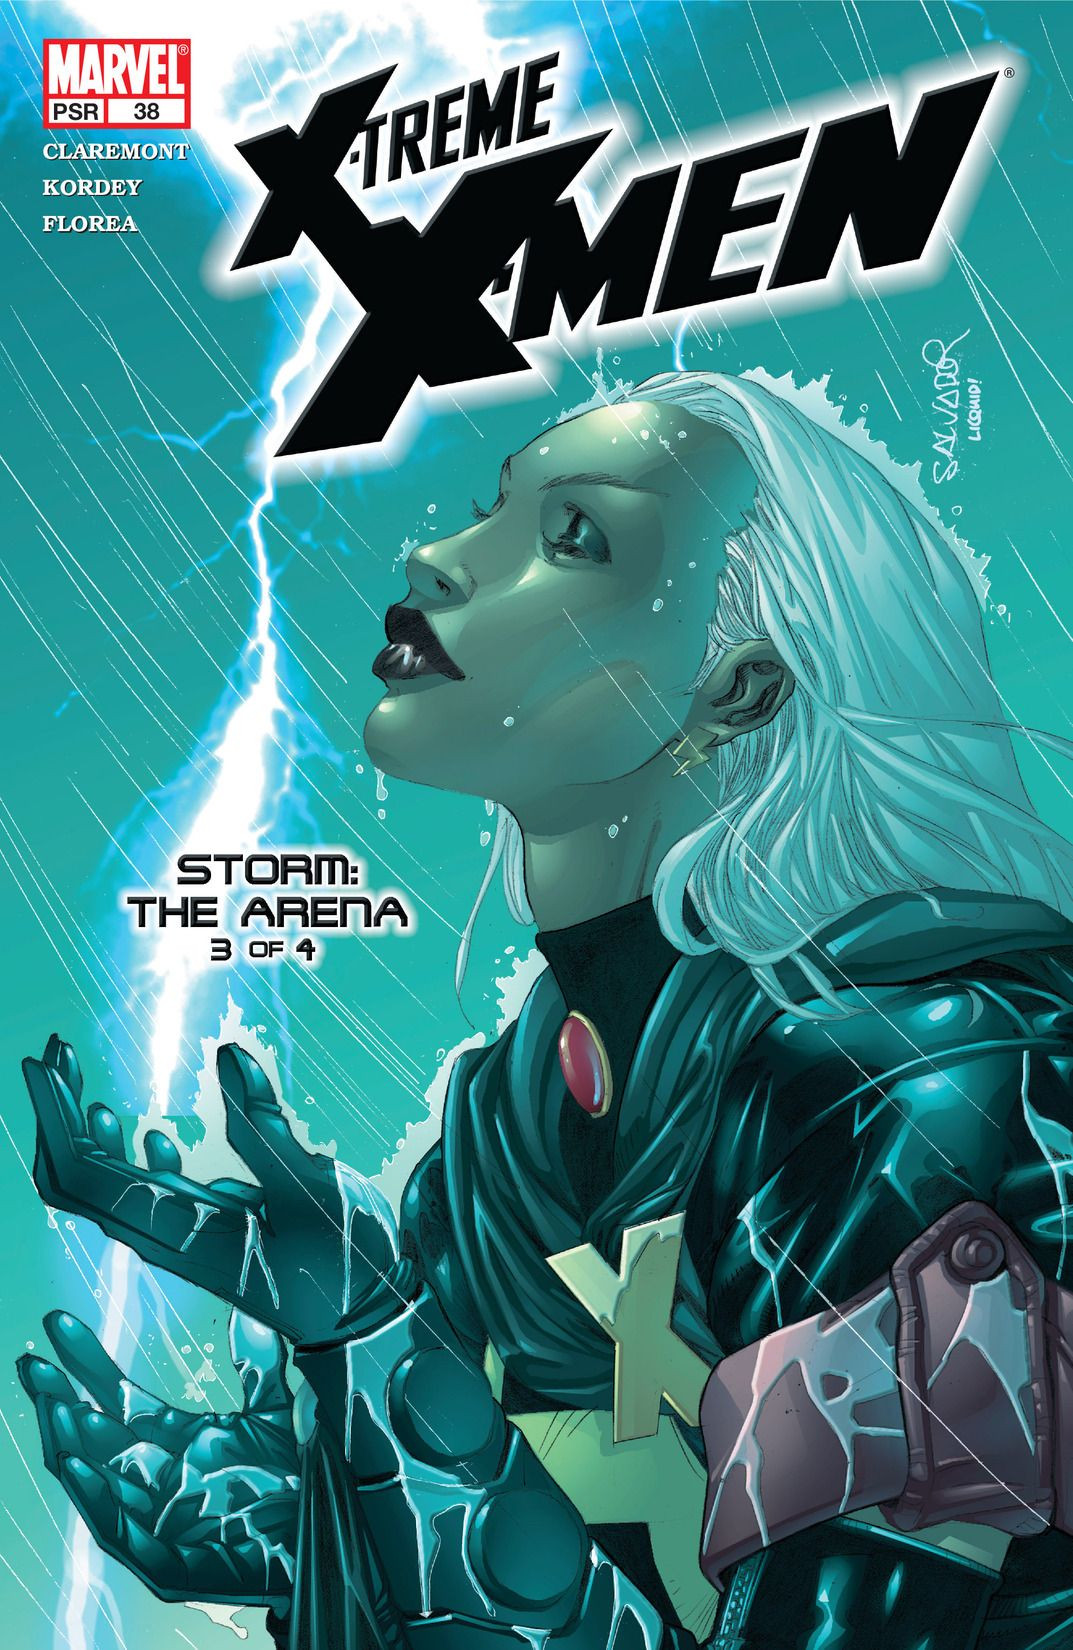 MARVEL®
PSR 38
CLAREMONT
KORDEY
FLOREA
X-TREME
X-MEN®
SALVADOR
LIQUID!
STORM:
THE ARENA
3 OF 4
X